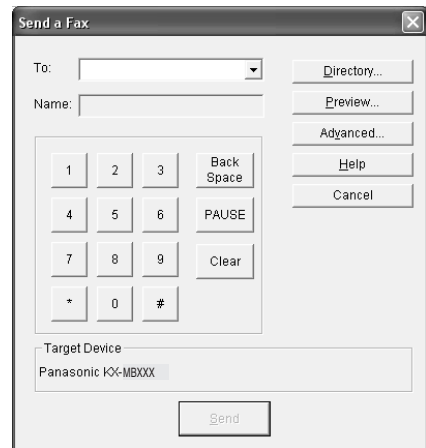 Send a Fax
To:
Name:
Directory...
Preview...
Advanced...
Help
Cancel
1 2 3 Back Space
4 5 6 PAUSE
7 8 9 Clear
* 0 #
Target Device
Panasonic KX-MBXXX
Send